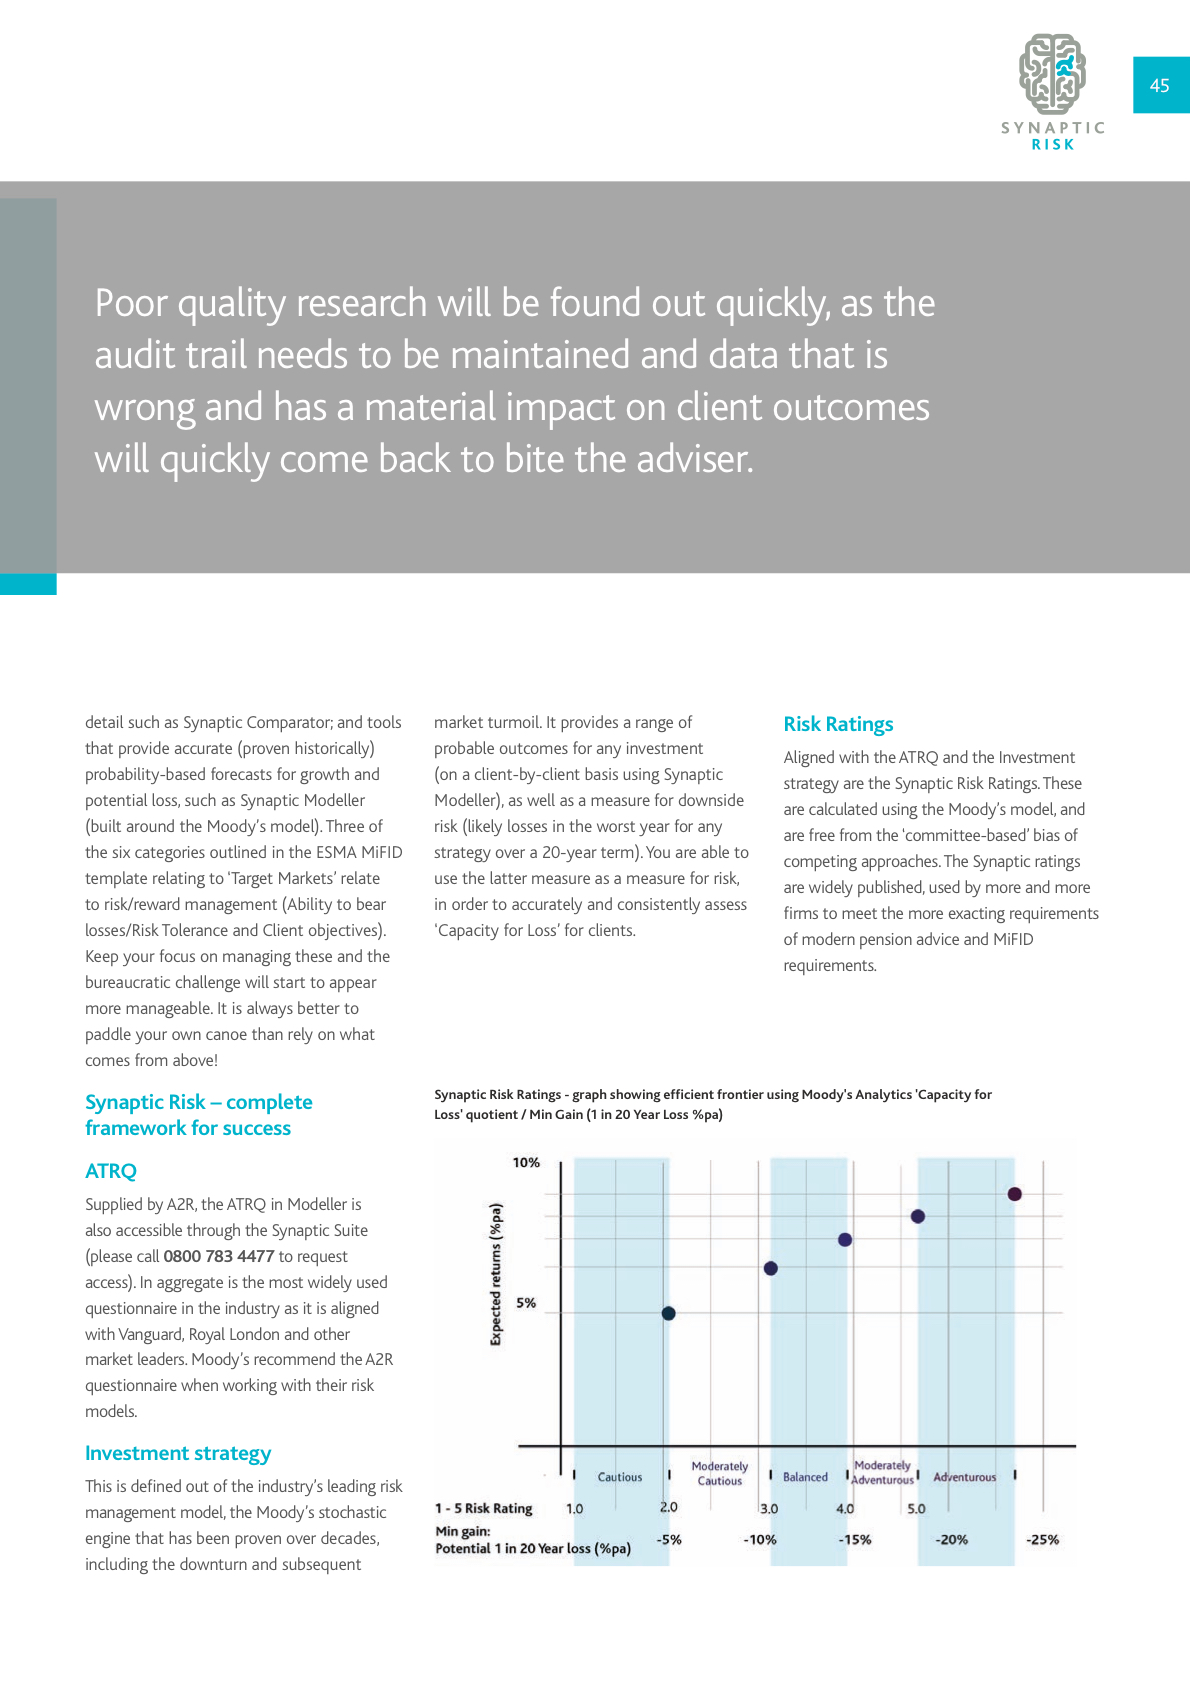 SYNAPTIC
RISK
45
Poor quality research will be found out quickly, as the
audit trail needs to be maintained and data that is
wrong and has a material impact on client outcomes
will quickly come back to bite the adviser.
detail such as Synaptic Comparator; and tools
that provide accurate (proven historically)
probability-based forecasts for growth and
potential loss, such as Synaptic Modeller
(built around the Moody's model). Three of
the six categories outlined in the ESMA MiFID
template relating to 'Target Markets' relate
to risk/reward management (Ability to bear
losses/Risk Tolerance and Client objectives).
Keep your focus on managing these and the
bureaucratic challenge will start to appear
more manageable. It is always better to
paddle your own canoe than rely on what
comes from above!
Synaptic Risk – complete
framework for success
ATRQ
Supplied by A2R, the ATRQ in Modeller is
also accessible through the Synaptic Suite
(please call 0800 783 4477 to request
access). In aggregate is the most widely used
questionnaire in the industry as it is aligned
with Vanguard, Royal London and other
market leaders. Moody's recommend the A2R
questionnaire when working with their risk
models.
Investment strategy
This is defined out of the industry's leading risk
management model, the Moody's stochastic
engine that has been proven over decades,
including the downturn and subsequent
market turmoil. It provides a range of
probable outcomes for any investment
(on a client-by-client basis using Synaptic
Modeller), as well as a measure for downside
risk (likely losses in the worst year for any
strategy over a 20-year term). You are able to
use the latter measure as a measure for risk,
in order to accurately and consistently assess
'Capacity for Loss' for clients.
Risk Ratings
Aligned with the ATRQ and the Investment
strategy are the Synaptic Risk Ratings. These
are calculated using the Moody's model, and
are free from the 'committee-based' bias of
competing approaches. The Synaptic ratings
are widely published, used by more and more
firms to meet the more exacting requirements
of modern pension advice and MiFID
requirements.
Synaptic Risk Ratings - graph showing efficient frontier using Moody's Analytics 'Capacity for
Loss' quotient / Min Gain (1 in 20 Year Loss %pa)
10%
Expected returns (%pa)
5%
Cautious
Moderately
Cautious
Balanced
Moderately
Adventurous
Adventurous
1 - 5 Risk Rating 1.0 2.0 3.0 4.0 5.0
Min gain:
Potential 1 in 20 Year loss (%pa) -5% -10% -15% -20% -25%